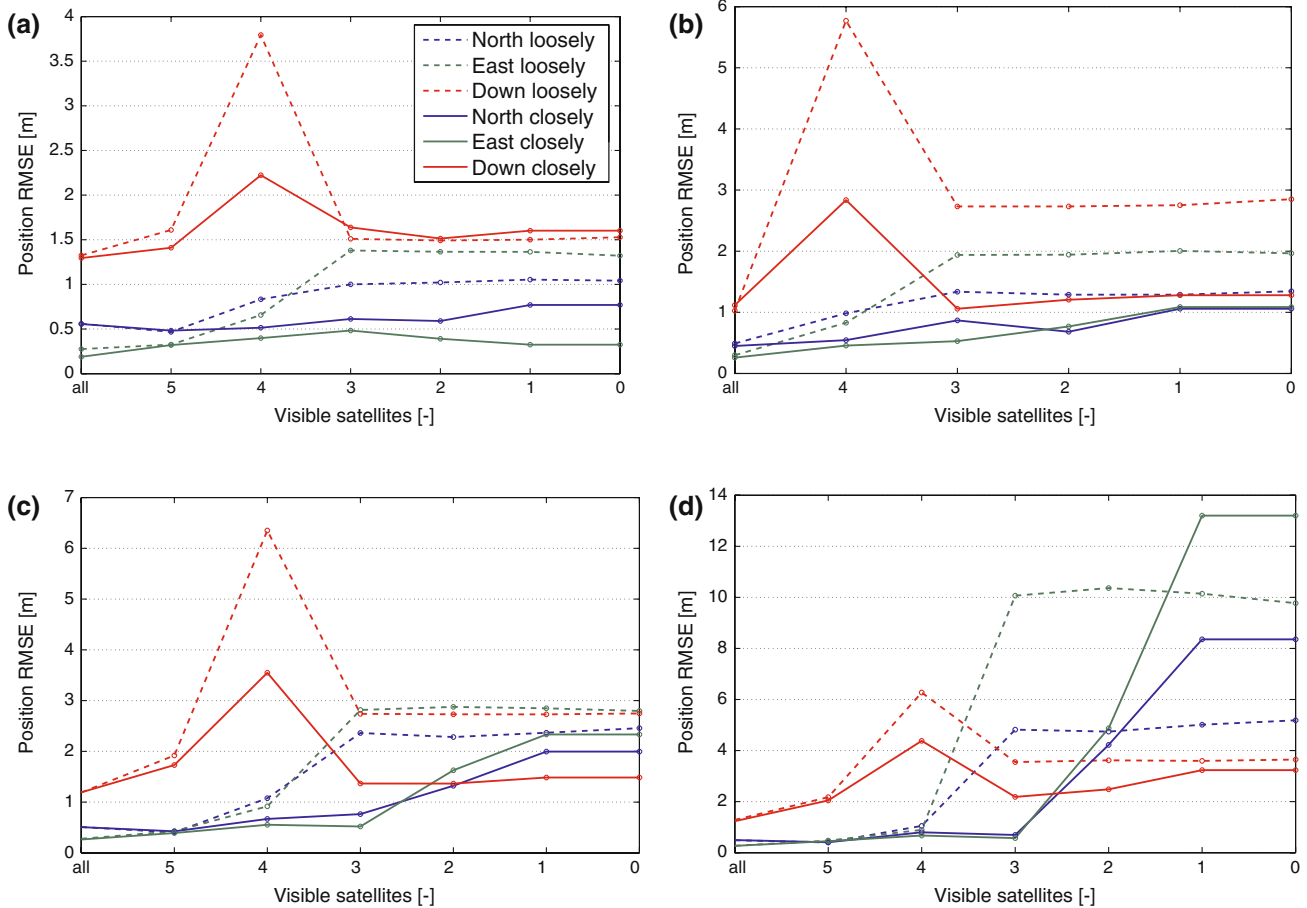 (a)
4
3.5
3
2.5
2
1.5
1
0.5
0
Position RMSE [m]
North loosely
East loosely
Down loosely
North closely
East closely
Down closely
all 5 4 3 2 1 0
Visible satellites [-]
(b)
6
5
4
3
2
1
0
Position RMSE [m]
all 4 3 2 1 0
Visible satellites [-]
(c)
7
6
5
4
3
2
1
0
Position RMSE [m]
all 5 4 3 2 1 0
Visible satellites [-]
(d)
14
12
10
8
6
4
2
0
Position RMSE [m]
all 5 4 3 2 1 0
Visible satellites [-]